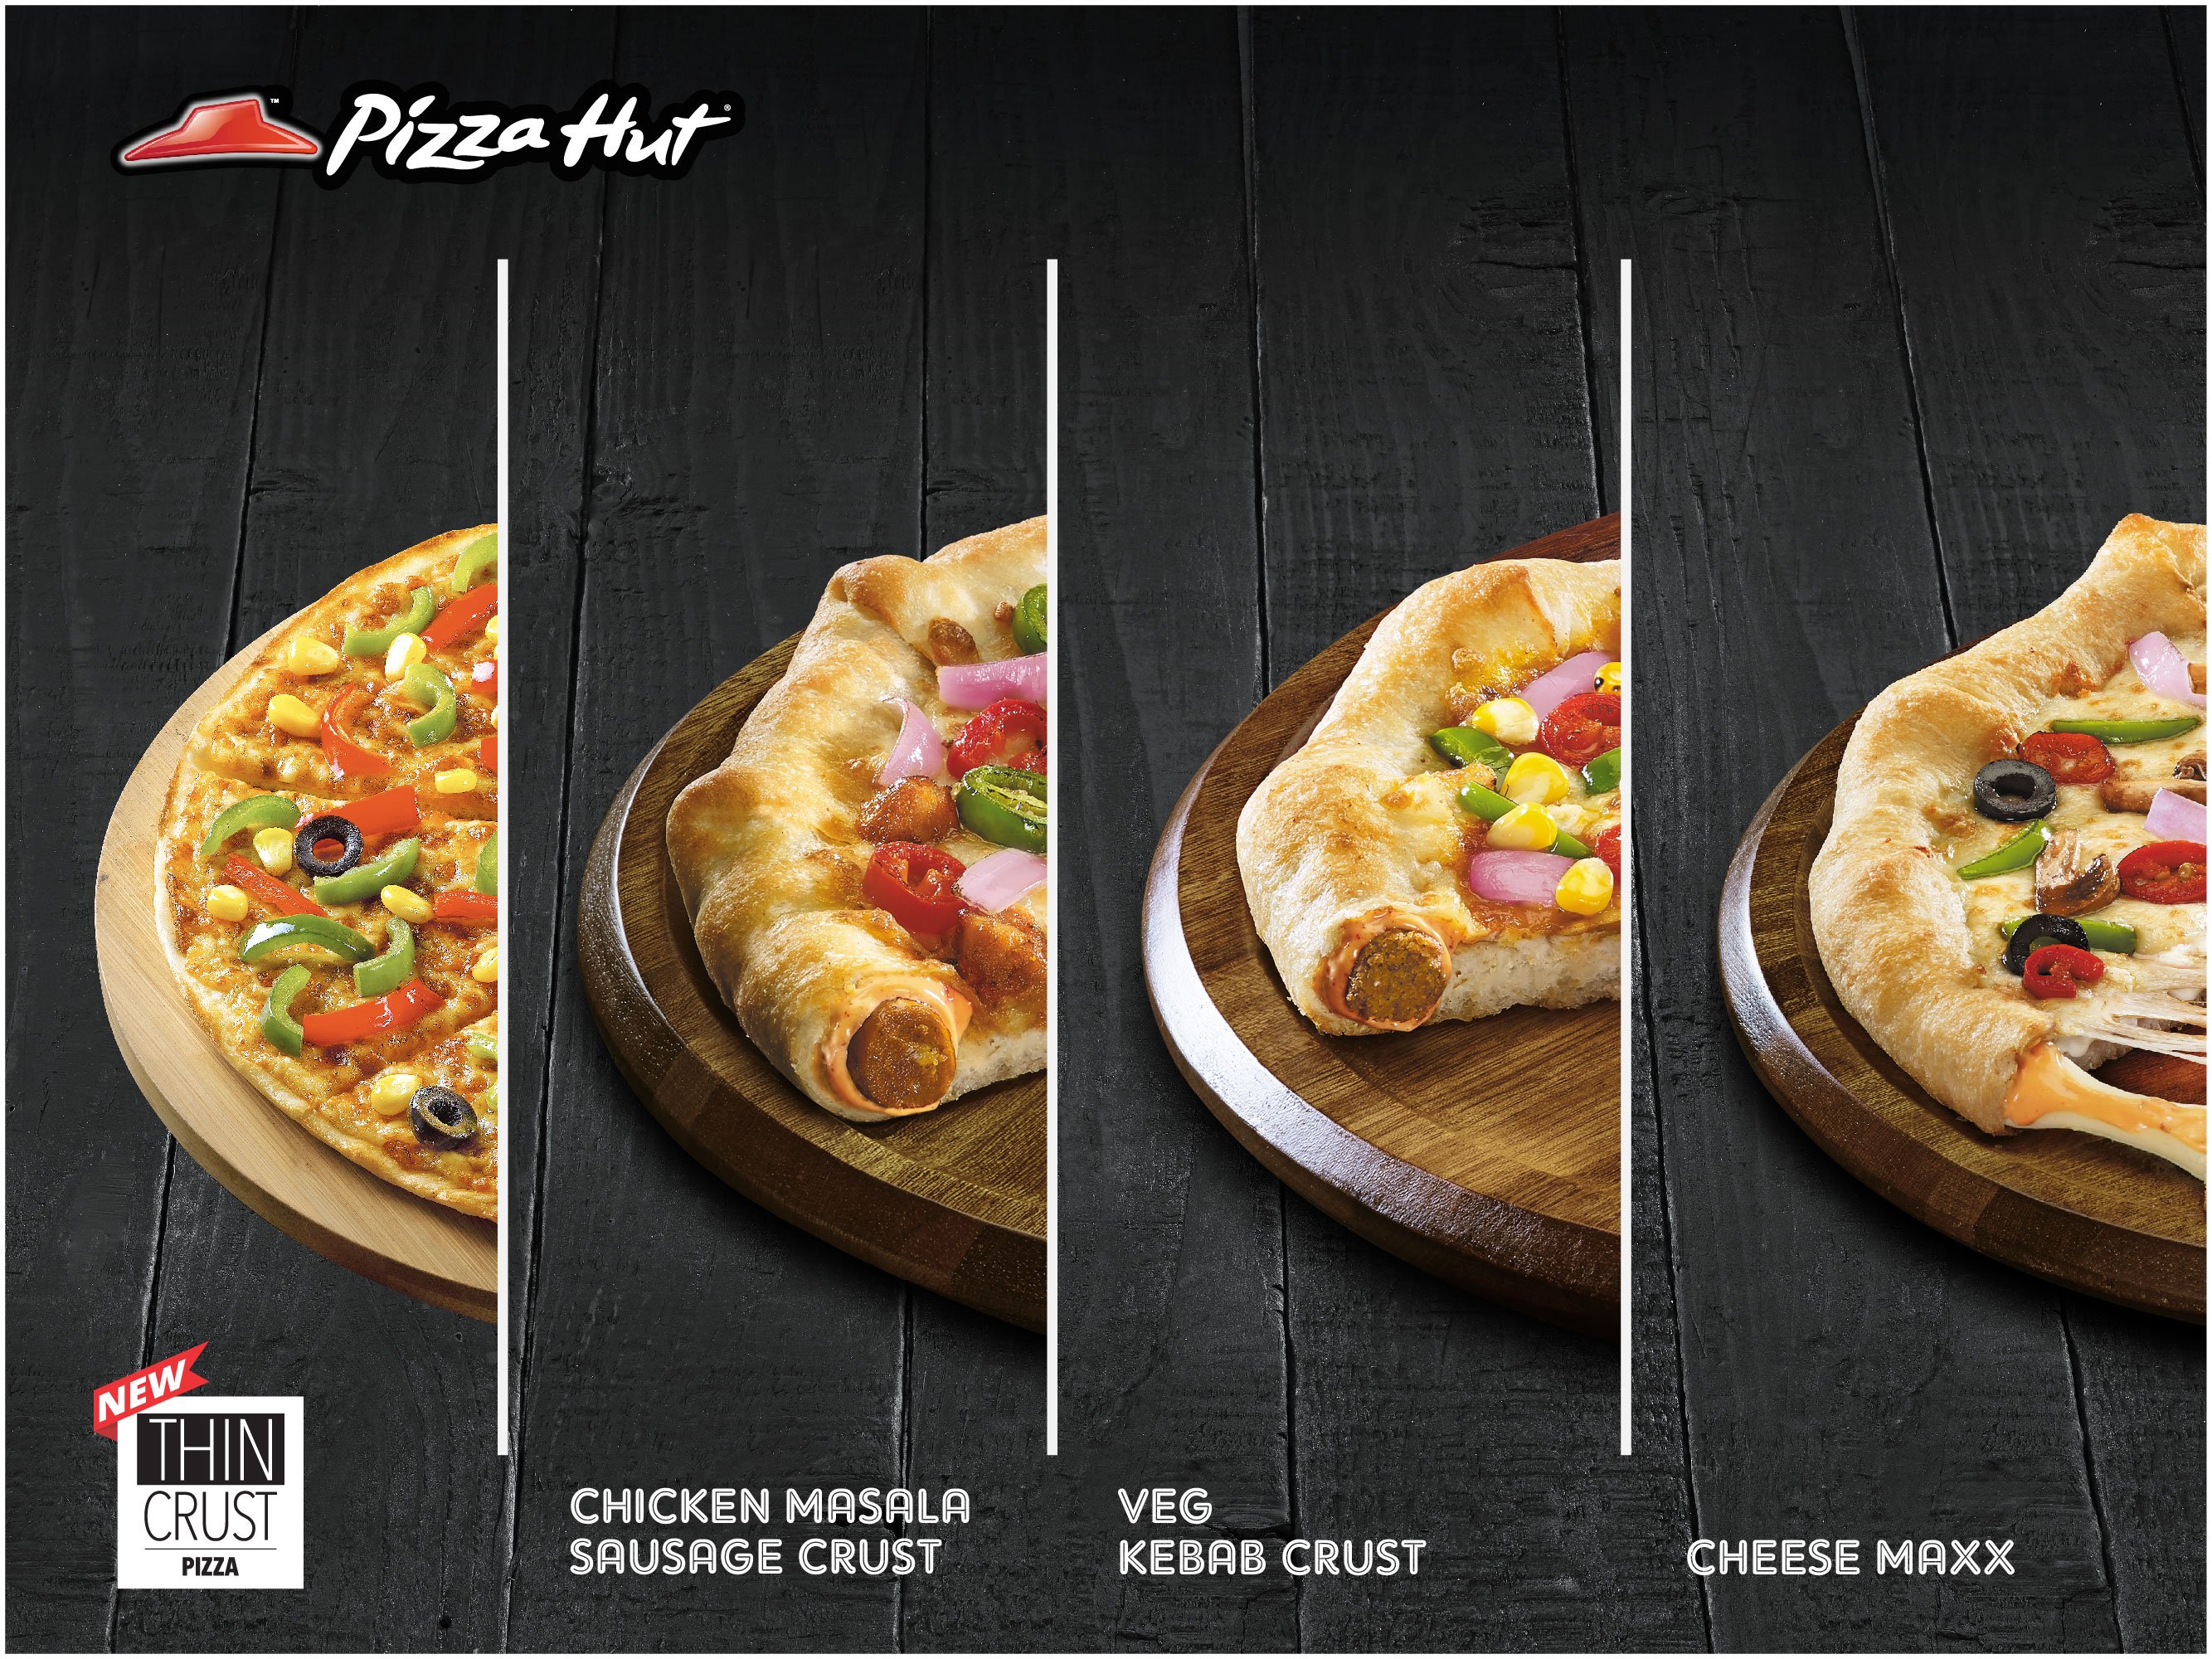 Pizza Hut
NEW
THIN
CRUST
PIZZA
CHICKEN MASALA
SAUSAGE CRUST
VEG
KEBAB CRUST
CHEESE MAXX